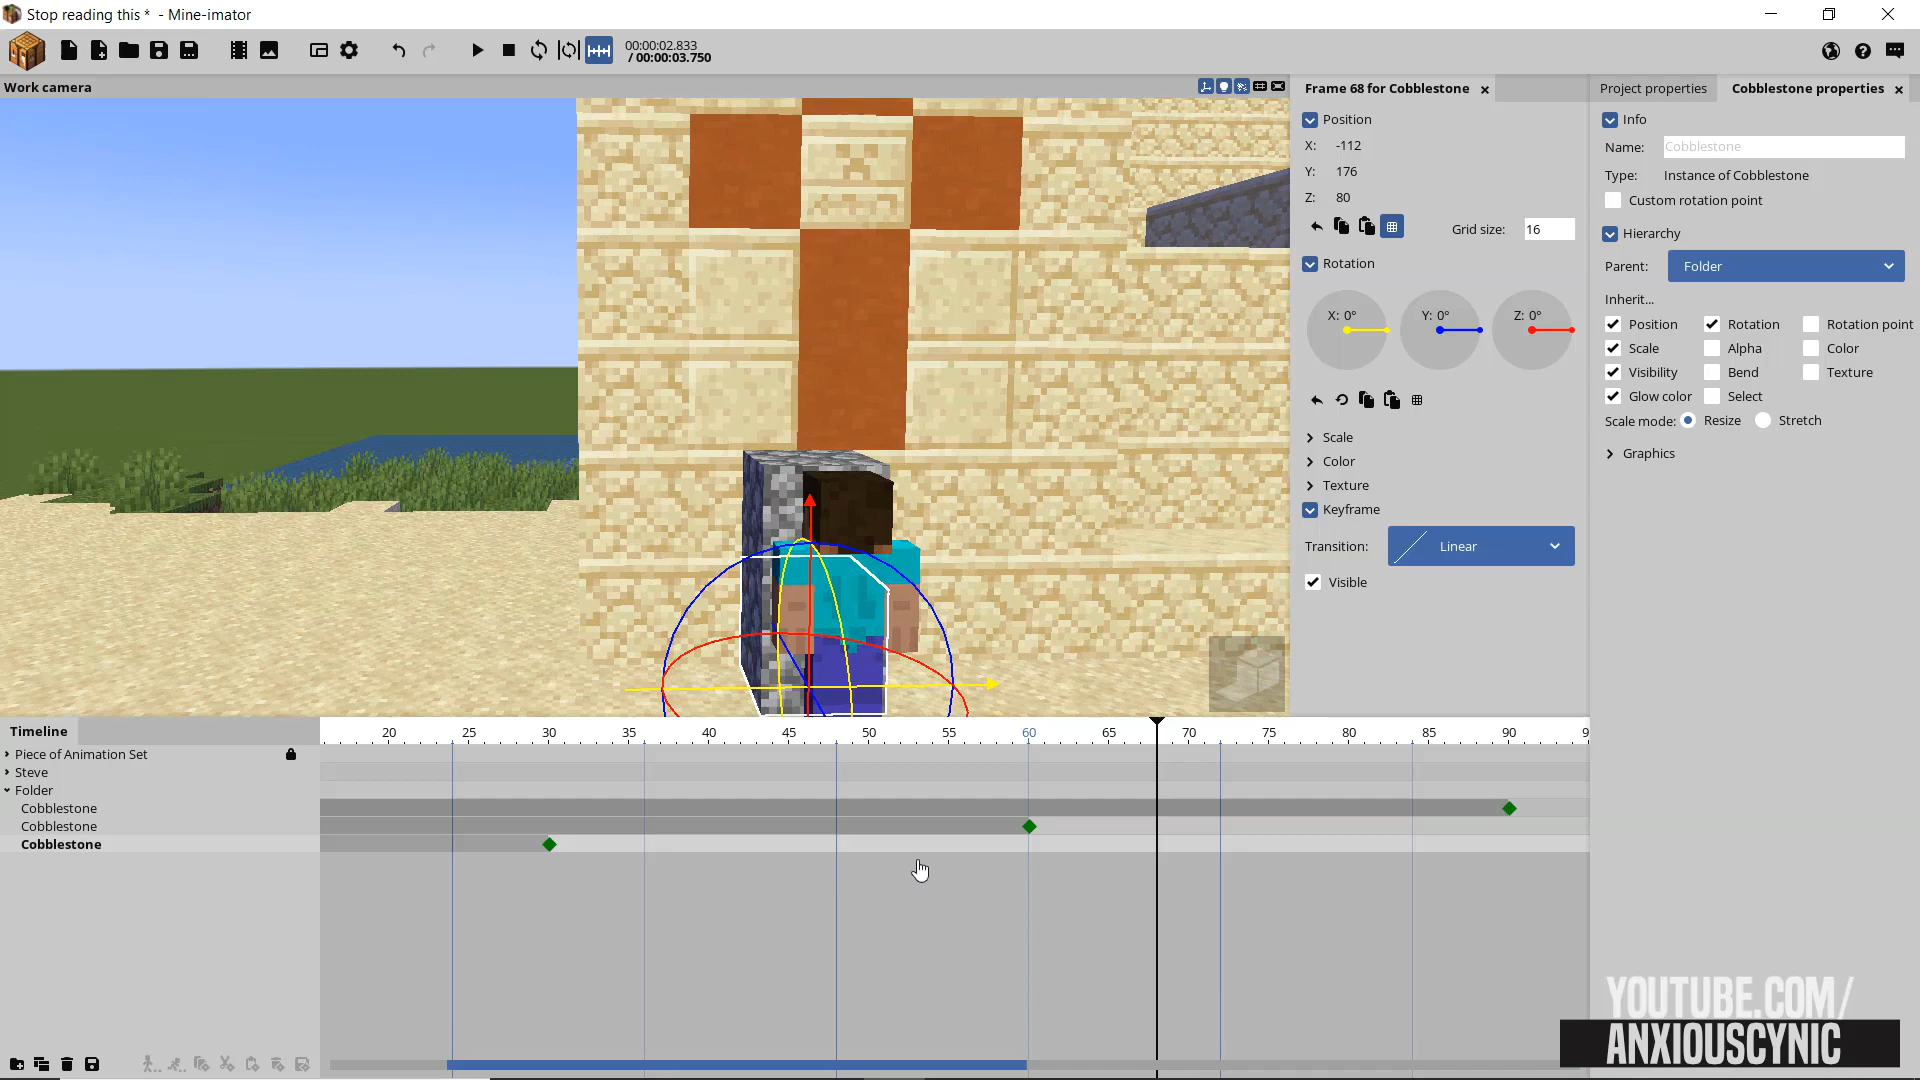 Stop reading this * - Mine-imator
00:00:02.833
/ 00:00:03.750
Work camera
Frame 68 for Cobblestone
Position
X: -112
Y: 176
Z: 80
Grid size: 16
Rotation
X: 0° Y: 0° Z: 0°
Scale
Color
Texture
Keyframe
Transition: Linear
Visible
Project properties Cobblestone properties
Info
Name: Cobblestone
Type: Instance of Cobblestone
Custom rotation point
Hierarchy
Parent: Folder
Inherit...
Position Rotation Rotation point
Scale Alpha Color
Visibility Bend Texture
Glow color Select
Scale mode: Resize Stretch
Graphics
Timeline
20 25 30 35 40 45 50 55 60 65 70 75 80 85 90 9
Piece of Animation Set
Steve
Folder
Cobblestone
Cobblestone
Cobblestone
YOUTUBE.COM/
ANXIOUSCYNIC